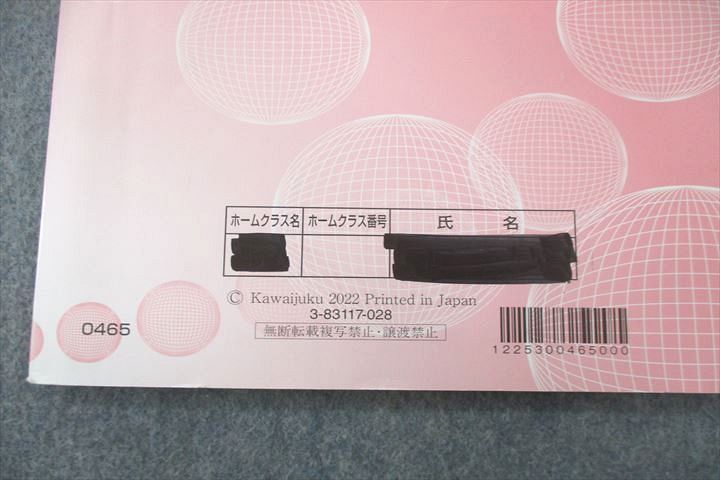 ホームクラス名 ホームクラス番号 氏 名
© Kawaijuku 2022 Printed in Japan
3-83117-028
無断転載複写禁止・譲渡禁止
0465
1225300465000